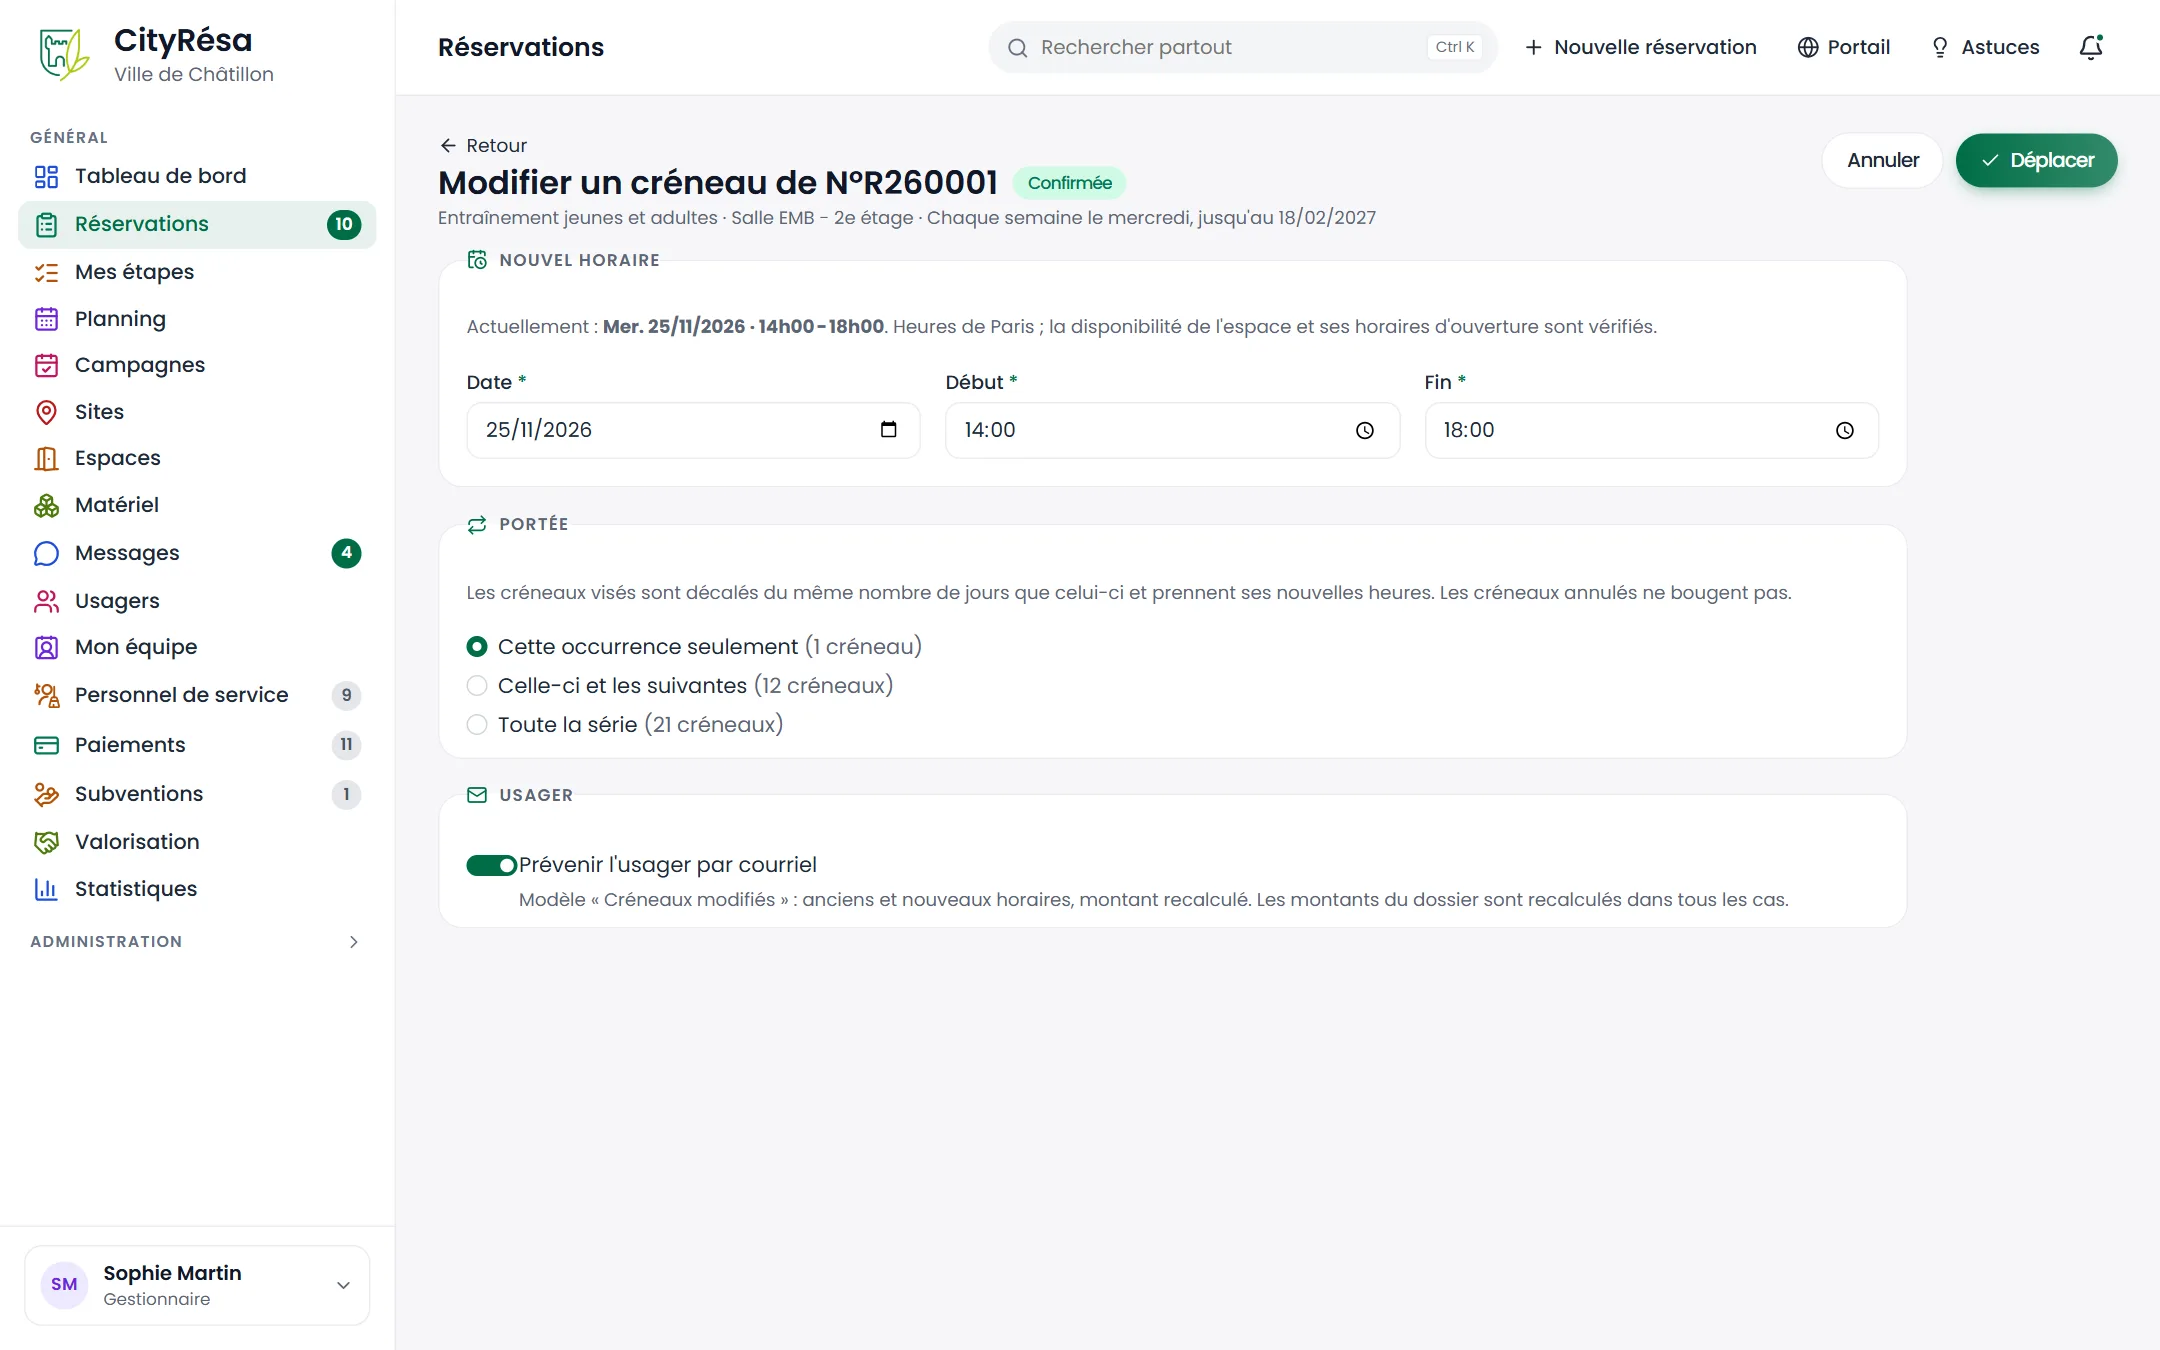 CityRésa
Ville de Châtillon
GÉNÉRAL
Tableau de bord
Réservations 10
Mes étapes
Planning
Campagnes
Sites
Espaces
Matériel
Messages 4
Usagers
Mon équipe
Personnel de service 9
Paiements 11
Subventions 1
Valorisation
Statistiques
ADMINISTRATION
SM
Sophie Martin
Gestionnaire
Réservations
Rechercher partout Ctrl K
Nouvelle réservation
Portail
Astuces
Retour
Modifier un créneau de N°R260001 Confirmée
Entraînement jeunes et adultes · Salle EMB - 2e étage · Chaque semaine le mercredi, jusqu'au 18/02/2027
Annuler
Déplacer
NOUVEL HORAIRE
Actuellement : Mer. 25/11/2026 · 14h00 – 18h00. Heures de Paris ; la disponibilité de l'espace et ses horaires d'ouverture sont vérifiés.
Date * Début * Fin *
25/11/2026 14:00 18:00
PORTÉE
Les créneaux visés sont décalés du même nombre de jours que celui-ci et prennent ses nouvelles heures. Les créneaux annulés ne bougent pas.
Cette occurrence seulement (1 créneau)
Celle-ci et les suivantes (12 créneaux)
Toute la série (21 créneaux)
USAGER
Prévenir l'usager par courriel
Modèle « Créneaux modifiés » : anciens et nouveaux horaires, montant recalculé. Les montants du dossier sont recalculés dans tous les cas.